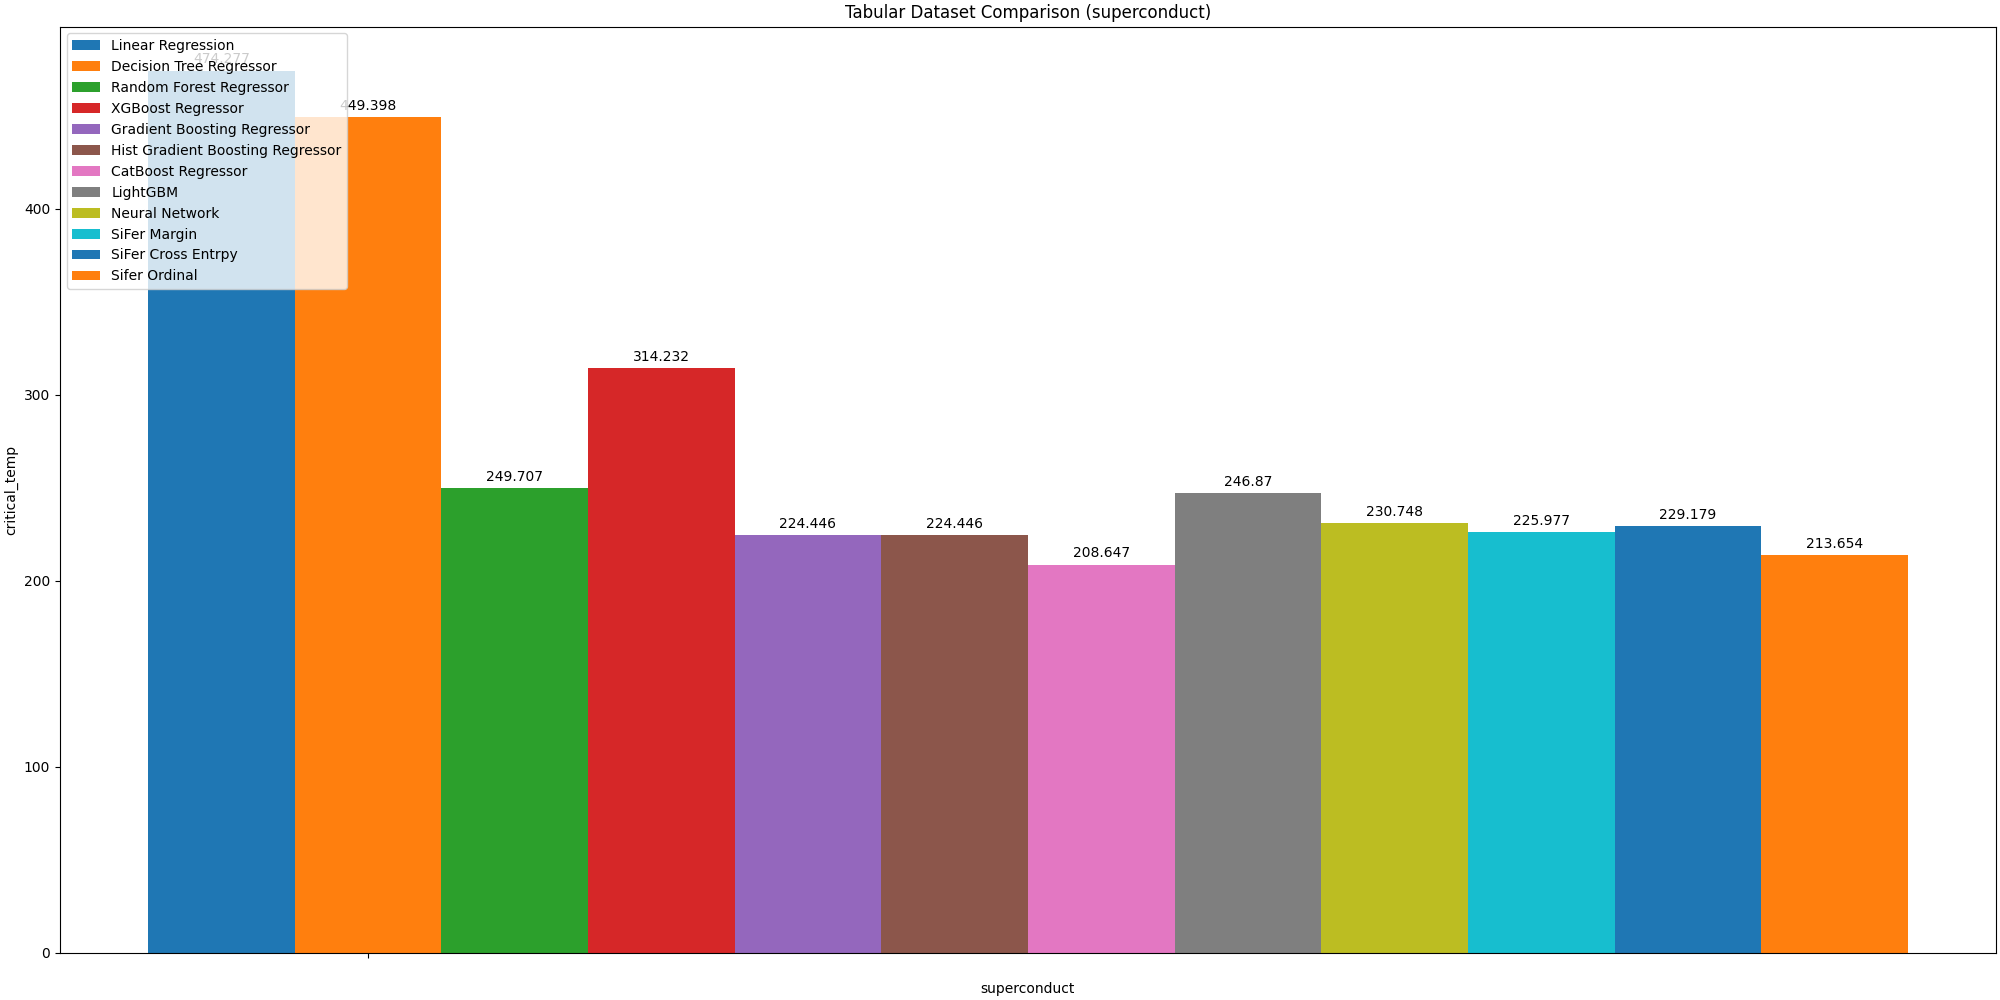 Tabular Dataset Comparison (superconduct)
Linear Regression
474.277
Decision Tree Regressor
Random Forest Regressor
XGBoost Regressor
Gradient Boosting Regressor
Hist Gradient Boosting Regressor
CatBoost Regressor
LightGBM
Neural Network
SiFer Margin
SiFer Cross Entrpy
Sifer Ordinal
449.398
249.707
314.232
224.446
224.446
208.647
246.87
230.748
225.977
229.179
213.654
400
300
200
100
0
critical_temp
superconduct